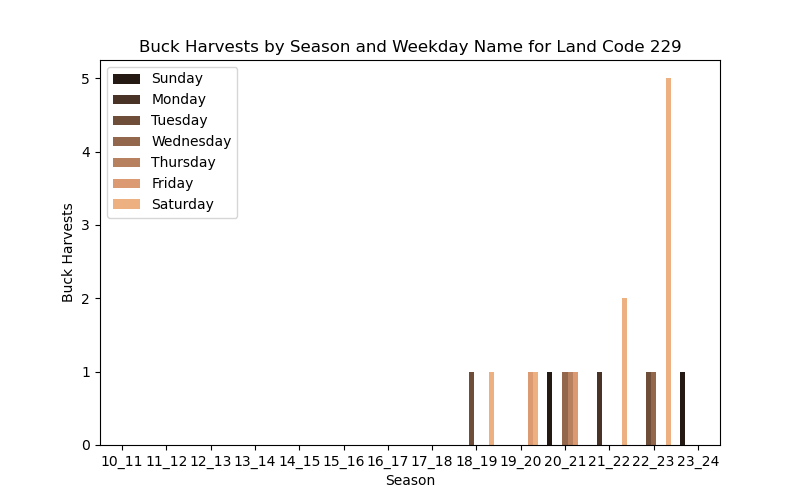 Buck Harvests by Season and Weekday Name for Land Code 229
Sunday
Monday
Tuesday
Wednesday
Thursday
Friday
Saturday
5
4
3
2
1
0
Buck Harvests
10_11 11_12 12_13 13_14 14_15 15_16 16_17 17_18 18_19 19_20 20_21 21_22 22_23 23_24
Season